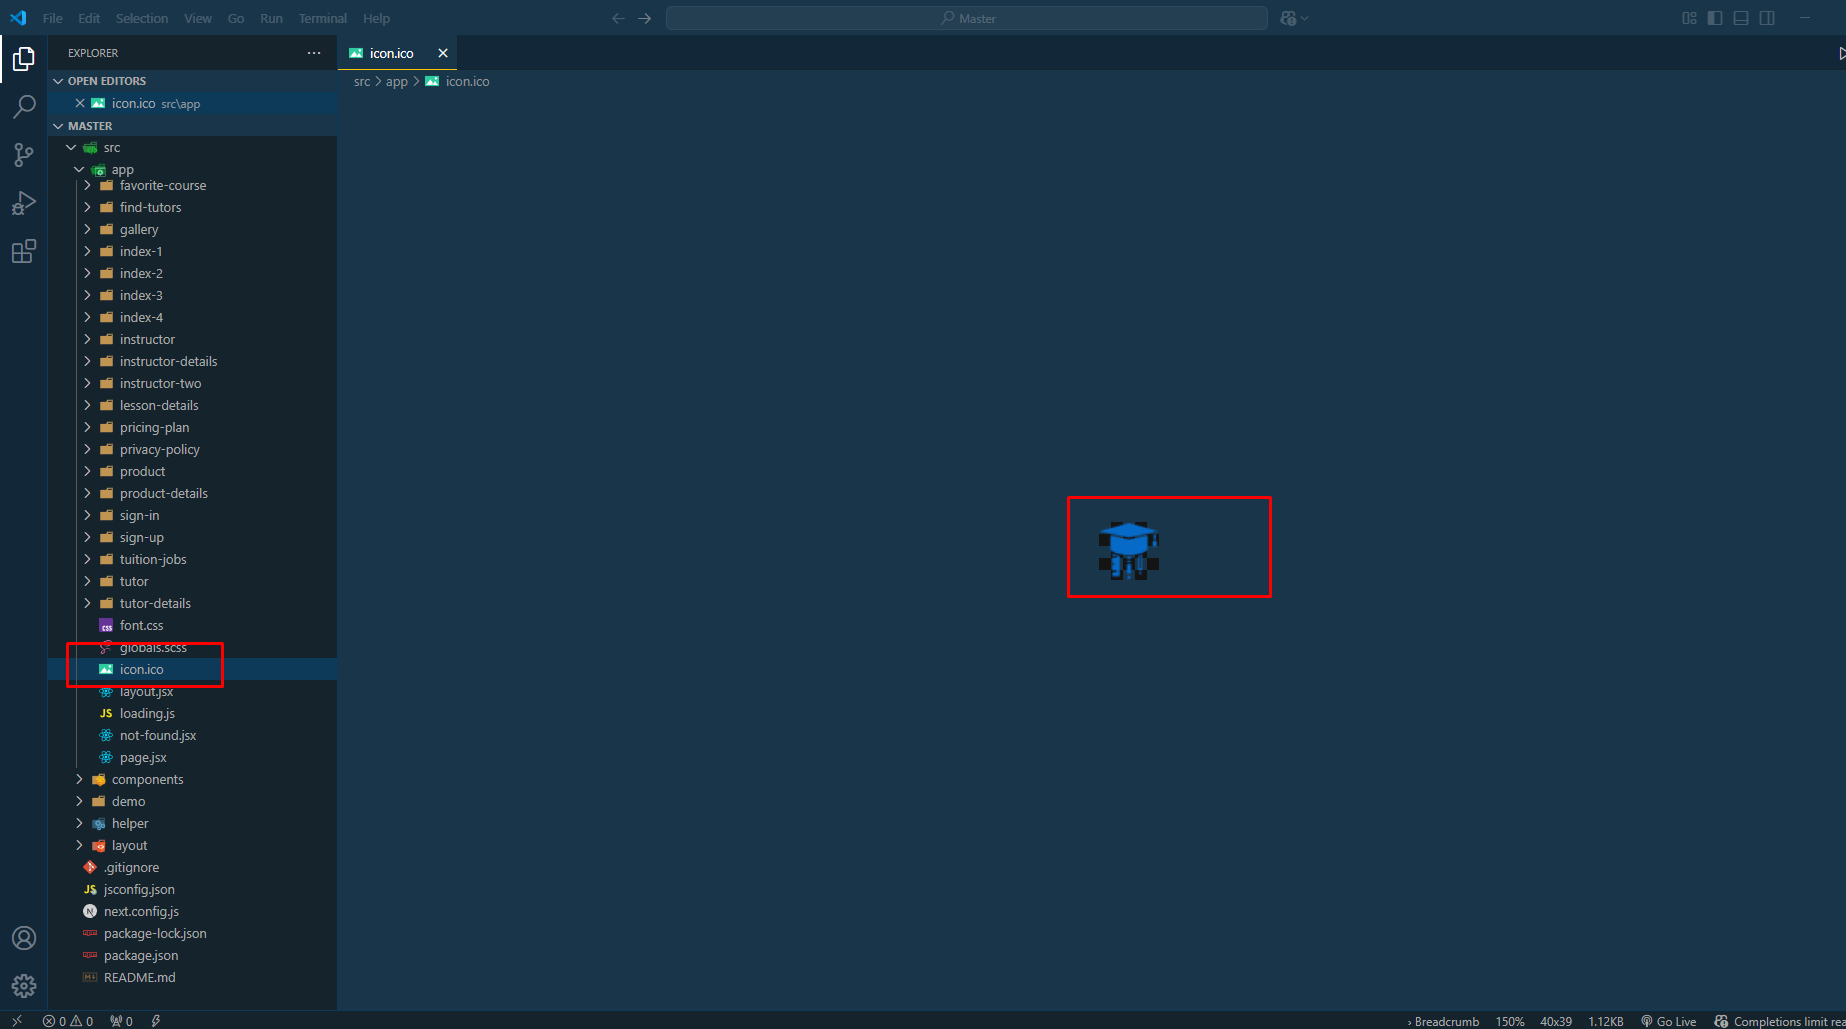 File Edit Selection View Go Run Terminal Help
Master
EXPLORER
OPEN EDITORS
icon.ico src\app
MASTER
src
app
favorite-course
find-tutors
gallery
index-1
index-2
index-3
index-4
instructor
instructor-details
instructor-two
lesson-details
pricing-plan
privacy-policy
product
product-details
sign-in
sign-up
tuition-jobs
tutor
tutor-details
font.css
globals.scss
icon.ico
layout.jsx
loading.js
not-found.jsx
page.jsx
components
demo
helper
layout
.gitignore
jsconfig.json
next.config.js
package-lock.json
package.json
README.md
icon.ico
src > app > icon.ico
0 0 0
› Breadcrumb 150% 40x39 1.12KB Go Live Completions limit rea